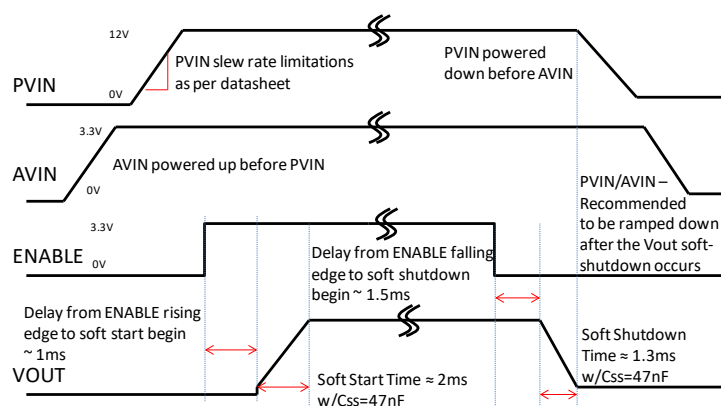 12V
PVIN
0V
PVIN slew rate limitations
as per datasheet
PVIN powered
down before AVIN
3.3V
AVIN
0V
AVIN powered up before PVIN
PVIN/AVIN –
Recommended
to be ramped down
after the Vout soft-
shutdown occurs
3.3V
ENABLE
0V
Delay from ENABLE falling
edge to soft shutdown
begin ~ 1.5ms
Delay from ENABLE rising
edge to soft start begin
~ 1ms
VOUT
Soft Start Time ≈ 2ms
w/Css=47nF
Soft Shutdown
Time ≈ 1.3ms
w/Css=47nF